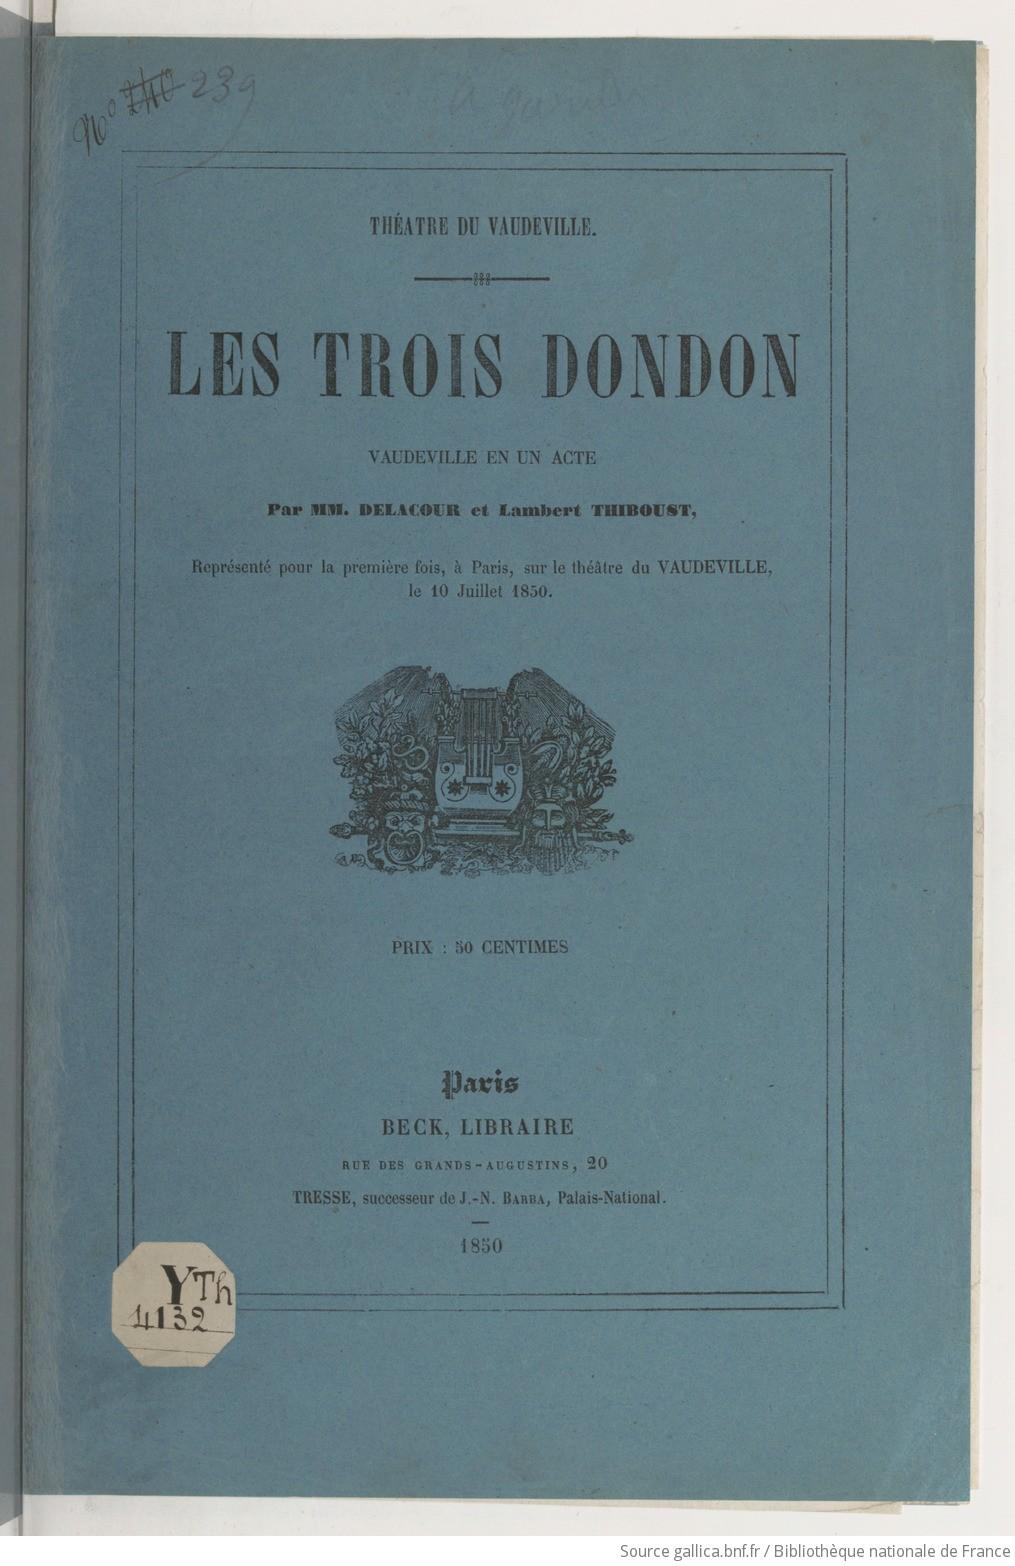 No 240 239
THÉATRE DU VAUDEVILLE.
LES TROIS DONDON
VAUDEVILLE EN UN ACTE
Par MM. DELACOUR et Lambert THIBOUST,
Représenté pour la première fois, à Paris, sur le théâtre du VAUDEVILLE,
le 10 Juillet 1850.
PRIX : 50 CENTIMES
Paris
BECK, LIBRAIRE
RUE DES GRANDS-AUGUSTINS, 20
TRESSE, successeur de J.-N. BARBA, Palais-National.
1850
YTh
4132
Source gallica.bnf.fr / Bibliothèque nationale de France